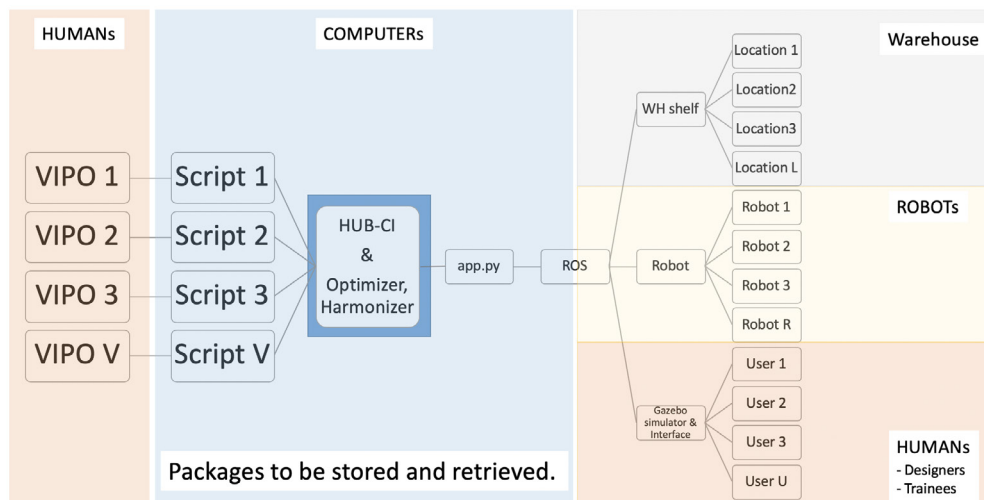 HUMANs
COMPUTERs
Warehouse
VIPO 1
VIPO 2
VIPO 3
VIPO V
Script 1
Script 2
Script 3
Script V
HUB-CI
&
Optimizer,
Harmonizer
app.py
ROS
WH shelf
Location 1
Location2
Location3
Location L
ROBOTs
Robot
Robot 1
Robot 2
Robot 3
Robot R
Gazebo
simulator &
Interface
User 1
User 2
User 3
User U
HUMANs
- Designers
- Trainees
Packages to be stored and retrieved.